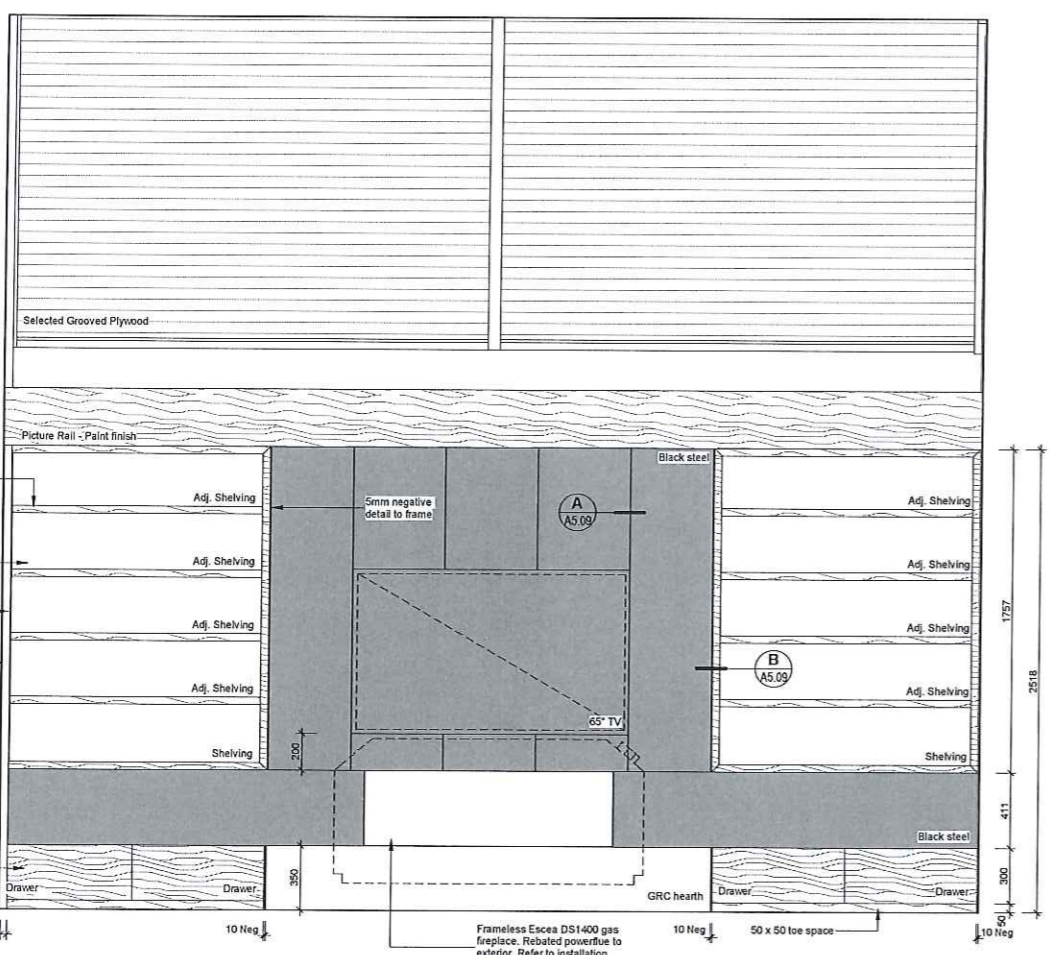 Selected Grooved Plywood
Picture Rail - Paint finish
Black steel
Adj. Shelving
5mm negative
detail to frame
A
A5.09
Adj. Shelving
Adj. Shelving
Adj. Shelving
Adj. Shelving
Adj. Shelving
1757
2518
B
A5.09
Adj. Shelving
Adj. Shelving
65" TV
200
Shelving
Shelving
411
Black steel
350
300
Drawer
Drawer
GRC hearth
Drawer
Drawer
50
10 Neg
Frameless Escea DS1400 gas
fireplace. Rebated powerflue to
exterior. Refer to installation
10 Neg
50 x 50 toe space
10 Neg